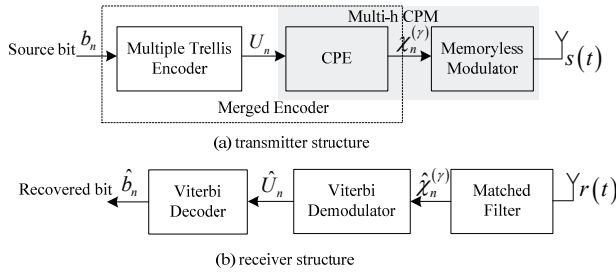 Multi-h CPM
Source bit b_n Multiple Trellis Encoder U_n CPE χ_n^(γ) Memoryless Modulator s(t)
Merged Encoder
(a) transmitter structure
Recovered bit b̂_n Viterbi Decoder Û_n Viterbi Demodulator χ̂_n^(γ) Matched Filter r(t)
(b) receiver structure